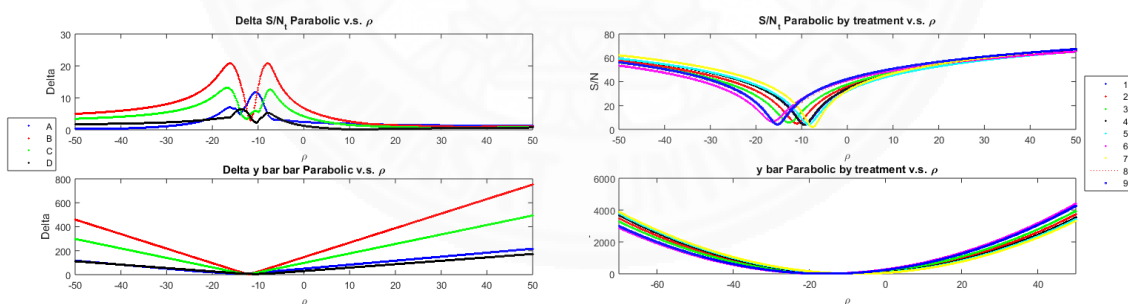 Delta S/N_t Parabolic v.s. ρ
30
20
10
0
Delta
-50 -40 -30 -20 -10 0 10 20 30 40 50
ρ
S/N_t Parabolic by treatment v.s. ρ
80
60
40
20
0
S/N
-50 -40 -30 -20 -10 0 10 20 30 40 50
ρ
A
B
C
D
1
2
3
4
5
6
7
8
9
Delta y bar bar Parabolic v.s. ρ
800
600
400
200
0
Delta
-50 -40 -30 -20 -10 0 10 20 30 40 50
ρ
y bar Parabolic by treatment v.s. ρ
6000
4000
2000
0
-60 -40 -20 0 20 40
ρ